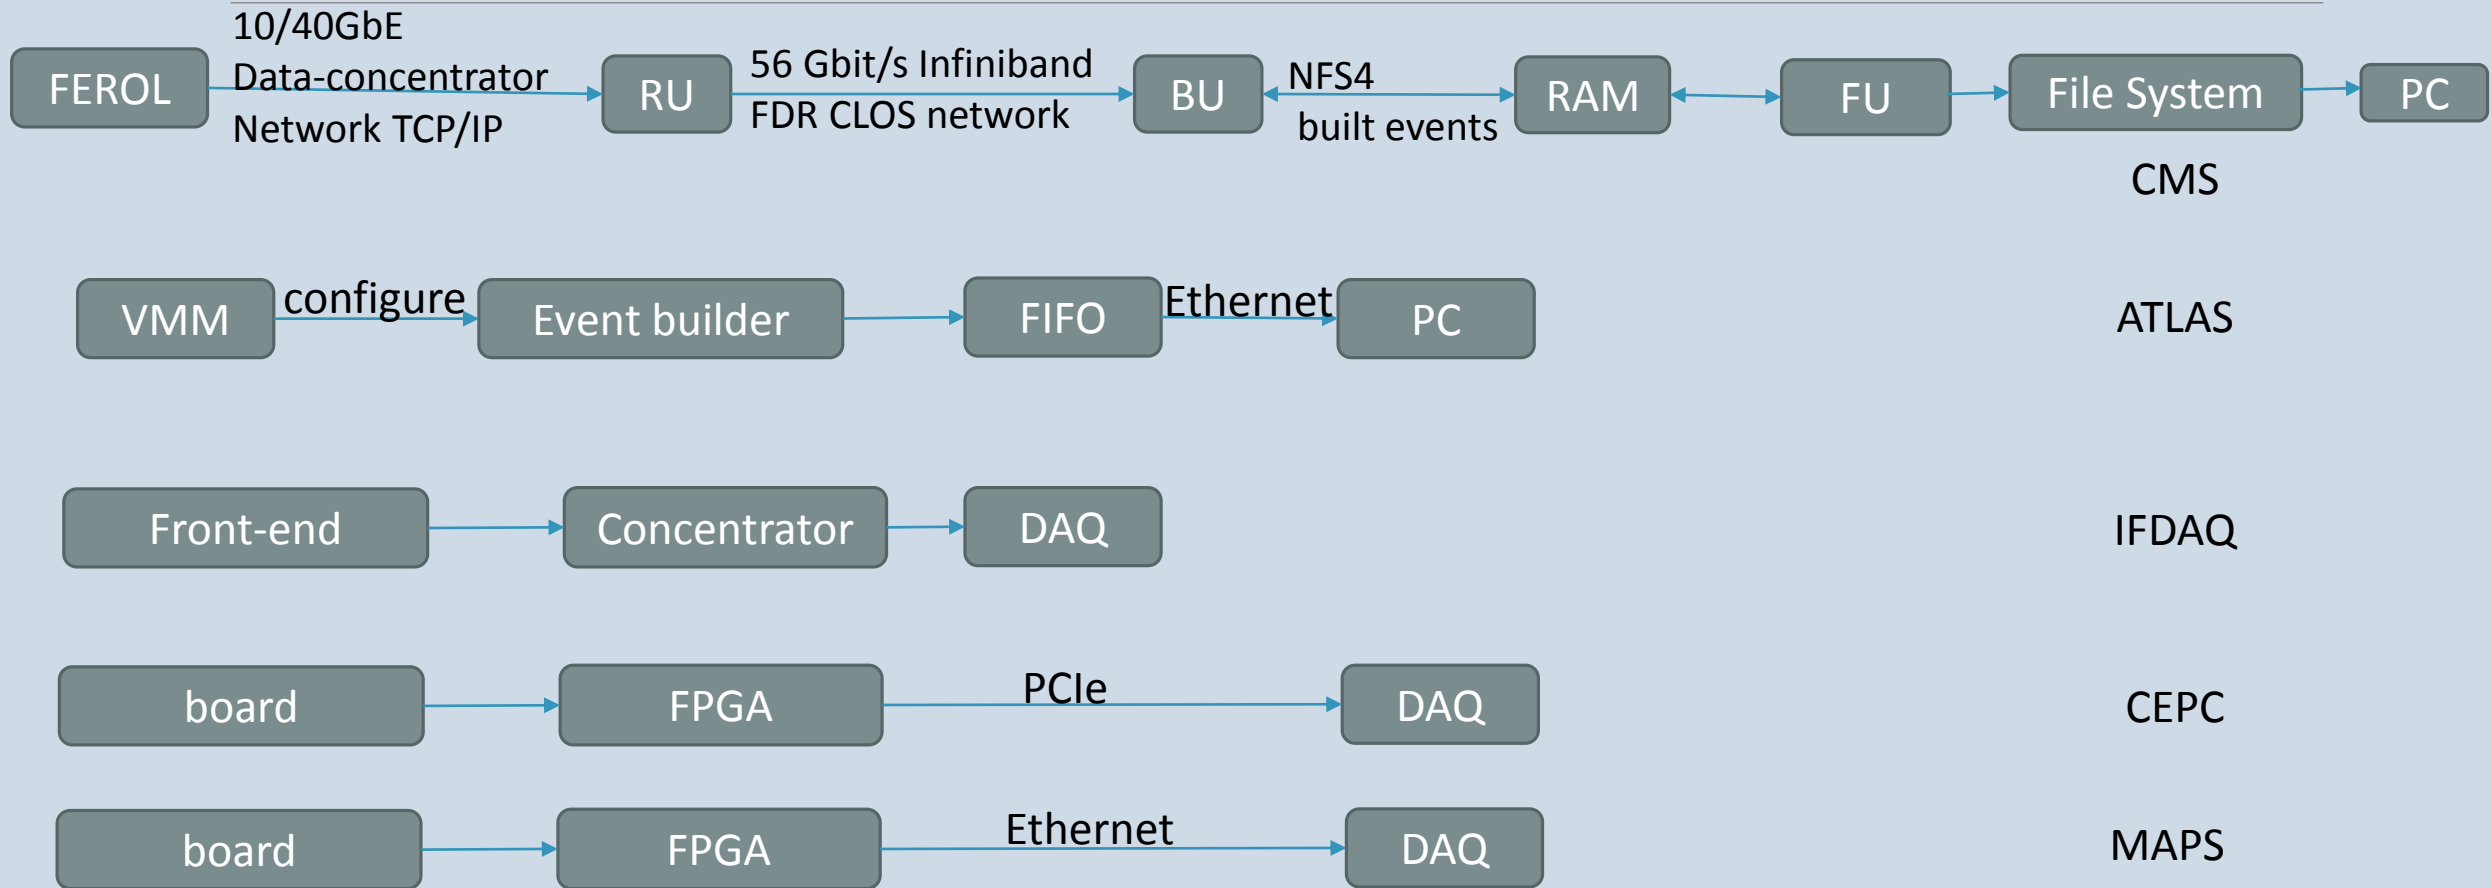 10/40GbE
FEROL
Data-concentrator
Network TCP/IP
RU
56 Gbit/s Infiniband
FDR CLOS network
BU
NFS4
built events
RAM
FU
File System
PC
CMS
VMM
configure
Event builder
FIFO
Ethernet
PC
ATLAS
Front-end
Concentrator
DAQ
IFDAQ
board
FPGA
PCIe
DAQ
CEPC
board
FPGA
Ethernet
DAQ
MAPS